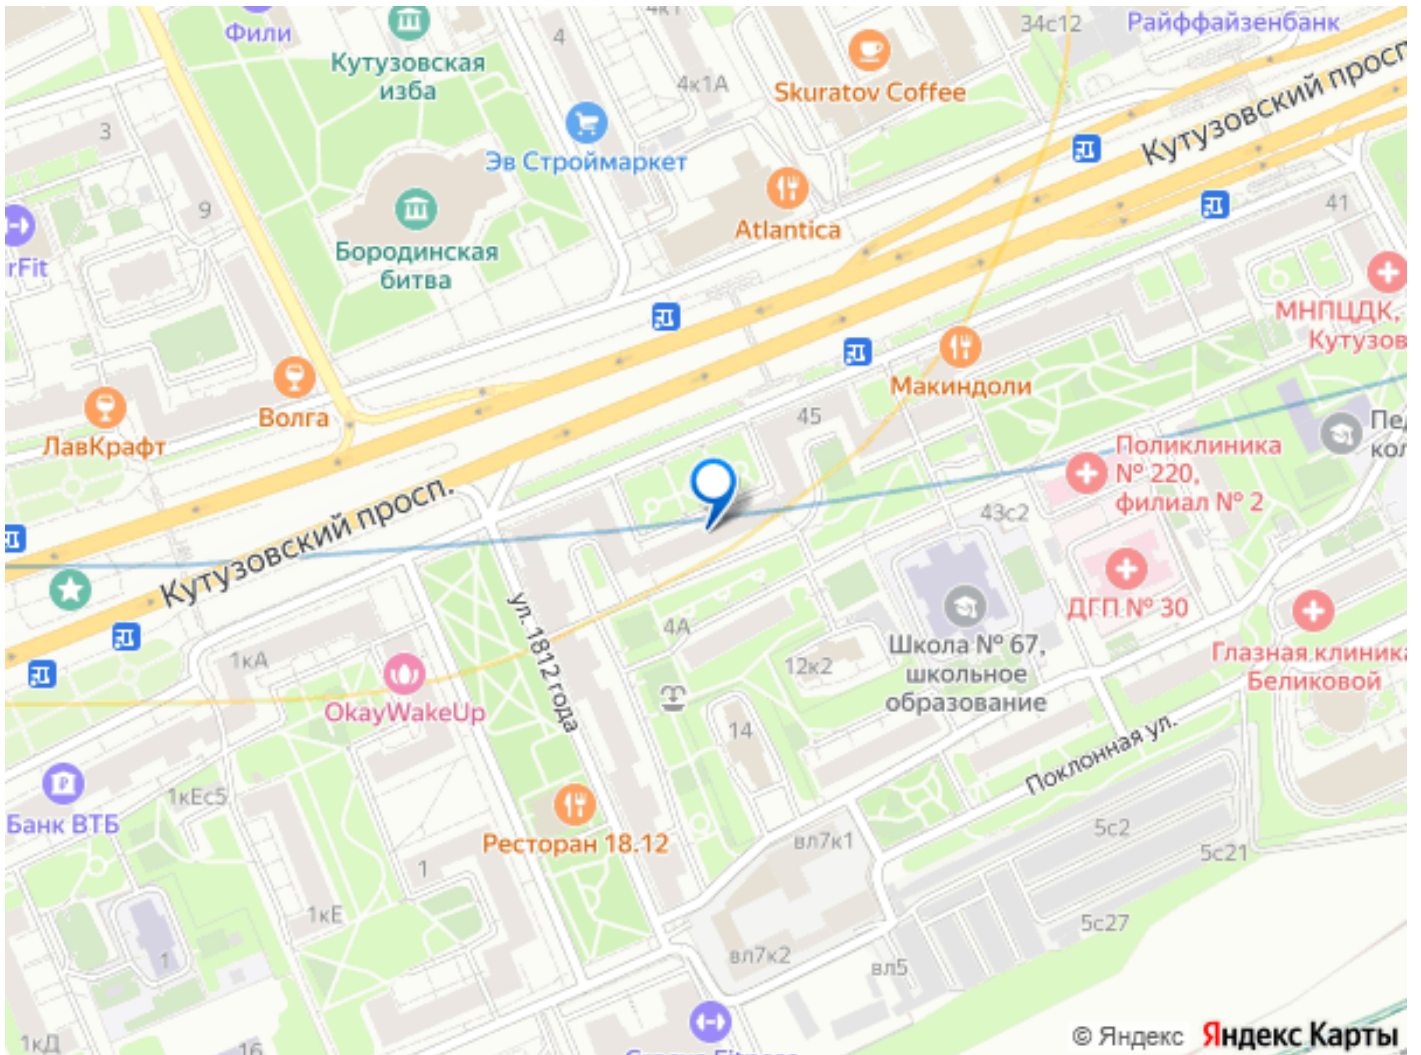 Фили
4
4к1
34с12
Райффайзенбанк
Кутузовская
изба
4к1А
Skuratov Coffee
Кутузовский просп
3
Эв Строймаркет
9
Atlantica
41
Бородинская
битва
rFit
МНПЦДК,
Кутузов
Макиндоли
Волга
45
ЛавКрафт
Пед
кол
Поликлиника
№ 220,
филиал № 2
Кутузовский просп.
43с2
ул. 1812 года
ДГП № 30
4А
Школа № 67,
школьное
образование
1кА
12к2
Глазная клиника
Беликовой
OkayWakeUp
14
Поклонная ул.
1кЕс5
Банк ВТБ
Ресторан 18.12
вл7к1
5с2
5с21
1
1кЕ
5с27
1
вл7к2
вл5
1кД
16
© Яндекс Яндекс Карты